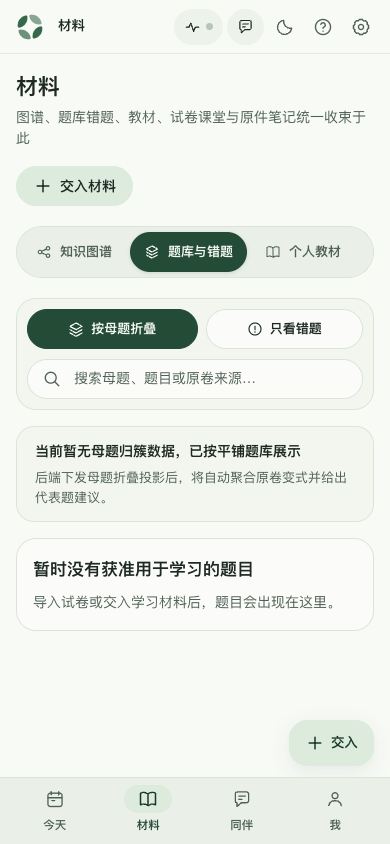 材料
材料
图谱、题库错题、教材、试卷课堂与原件笔记统一收束于
此
交入材料
知识图谱
题库与错题
个人教材
按母题折叠
只看错题
搜索母题、题目或原卷来源…
当前暂无母题归簇数据，已按平铺题库展示
后端下发母题折叠投影后，将自动聚合原卷变式并给出
代表题建议。
暂时没有获准用于学习的题目
导入试卷或交入学习材料后，题目会出现在这里。
交入
今天
材料
同伴
我